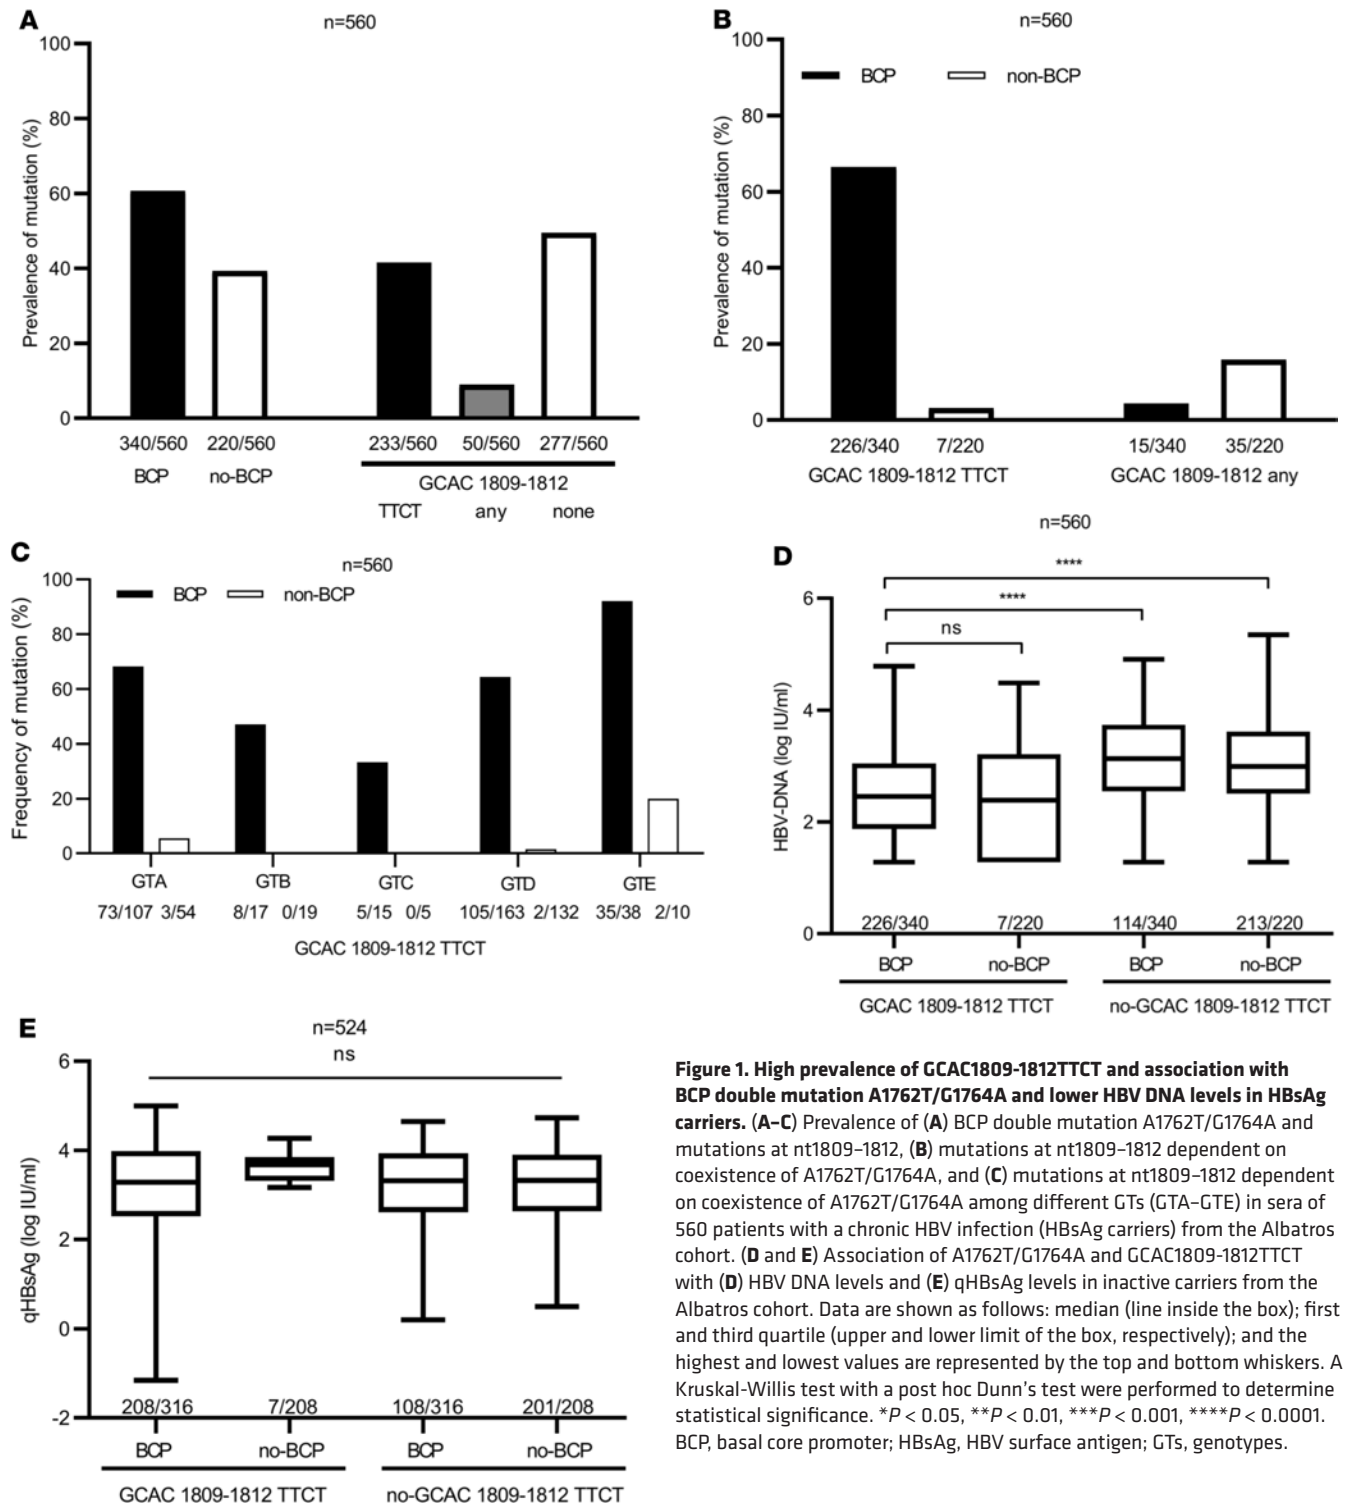 A
n=560
Prevalence of mutation (%)
100
80
60
40
20
0
340/560 220/560 233/560 50/560 277/560
BCP no-BCP
GCAC 1809-1812
TTCT any none
B
n=560
BCP non-BCP
Prevalence of mutation (%)
100
80
60
40
20
0
226/340 7/220 15/340 35/220
GCAC 1809-1812 TTCT GCAC 1809-1812 any
C
n=560
BCP non-BCP
Frequency of mutation (%)
100
80
60
40
20
0
GTA GTB GTC GTD GTE
73/107 3/54 8/17 0/19 5/15 0/5 105/163 2/132 35/38 2/10
GCAC 1809-1812 TTCT
D
n=560
****
****
ns
HBV-DNA (log IU/ml)
6
4
2
0
226/340 7/220 114/340 213/220
BCP no-BCP BCP no-BCP
GCAC 1809-1812 TTCT no-GCAC 1809-1812 TTCT
E
n=524
ns
qHBsAg (log IU/ml)
6
4
2
0
-2
208/316 7/208 108/316 201/208
BCP no-BCP BCP no-BCP
GCAC 1809-1812 TTCT no-GCAC 1809-1812 TTCT
Figure 1. High prevalence of GCAC1809-1812TTCT and association with
BCP double mutation A1762T/G1764A and lower HBV DNA levels in HBsAg
carriers. (A–C) Prevalence of (A) BCP double mutation A1762T/G1764A and
mutations at nt1809–1812, (B) mutations at nt1809–1812 dependent on
coexistence of A1762T/G1764A, and (C) mutations at nt1809–1812 dependent
on coexistence of A1762T/G1764A among different GTs (GTA–GTE) in sera of
560 patients with a chronic HBV infection (HBsAg carriers) from the Albatros
cohort. (D and E) Association of A1762T/G1764A and GCAC1809-1812TTCT
with (D) HBV DNA levels and (E) qHBsAg levels in inactive carriers from the
Albatros cohort. Data are shown as follows: median (line inside the box); first
and third quartile (upper and lower limit of the box, respectively); and the
highest and lowest values are represented by the top and bottom whiskers. A
Kruskal-Willis test with a post hoc Dunn's test were performed to determine
statistical significance. *P < 0.05, **P < 0.01, ***P < 0.001, ****P < 0.0001.
BCP, basal core promoter; HBsAg, HBV surface antigen; GTs, genotypes.